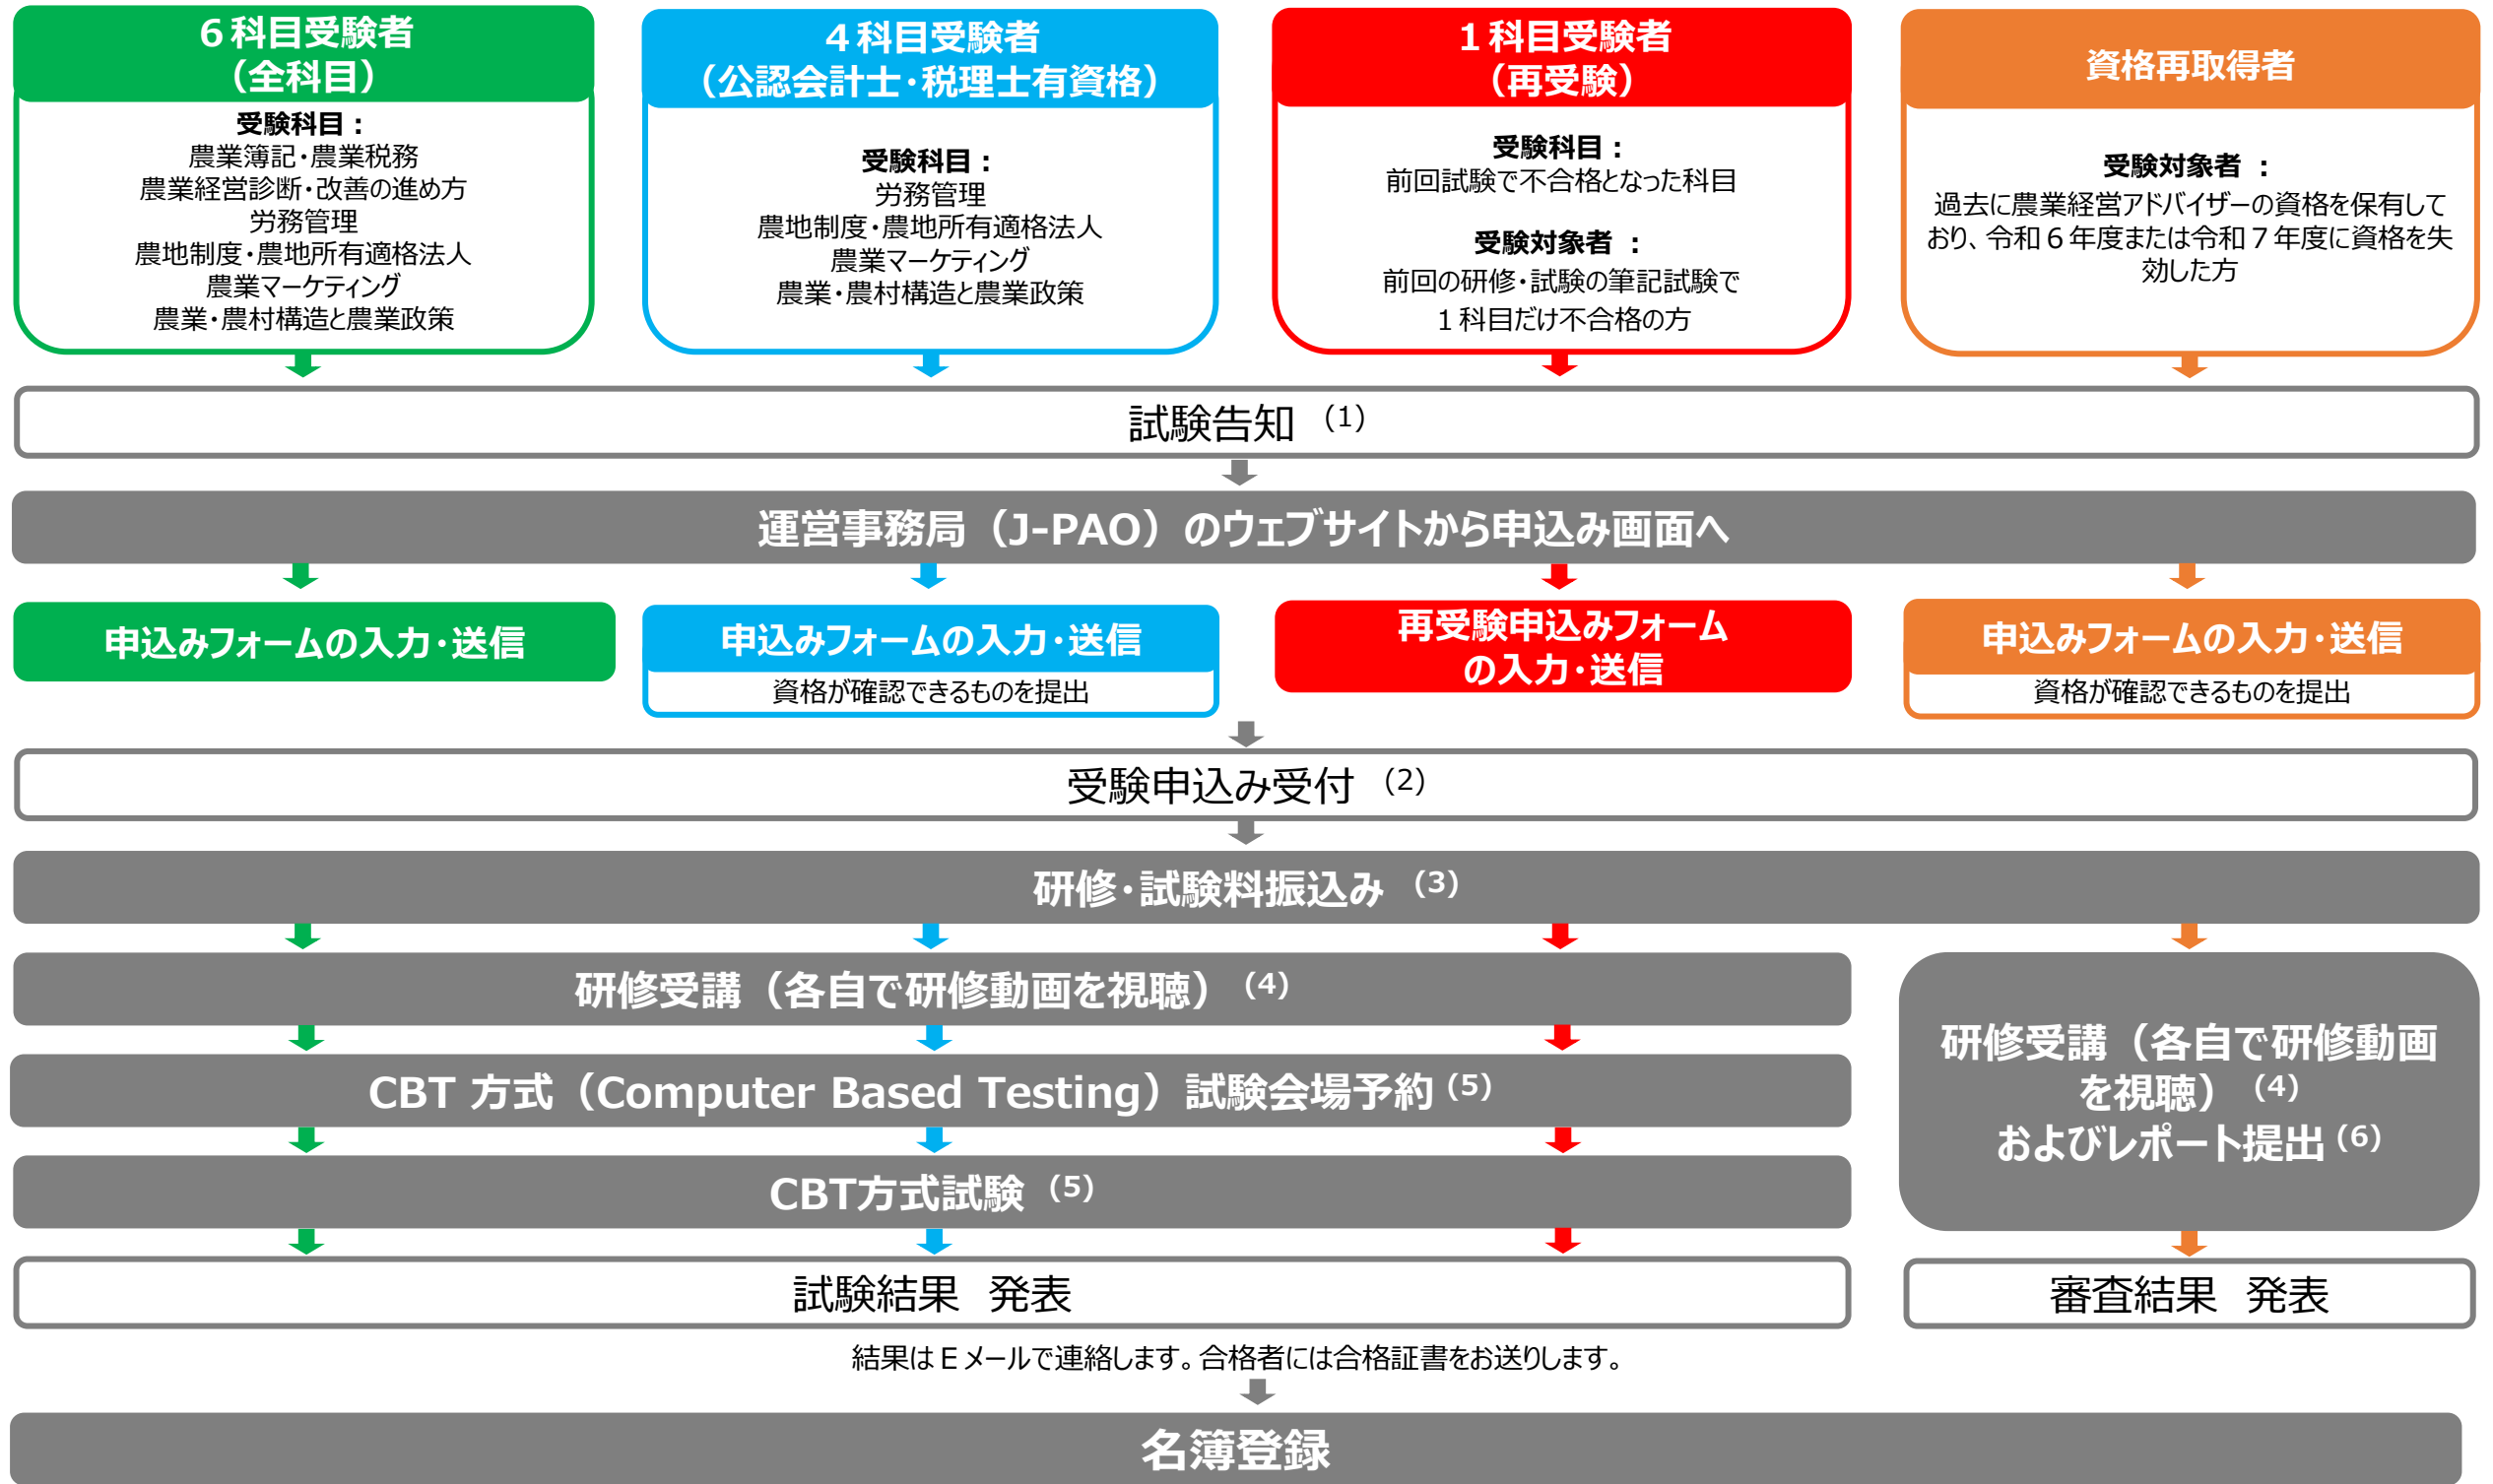 ６科目受験者
（全科目）
受験科目：
農業簿記・農業税務
農業経営診断・改善の進め方
労務管理
農地制度・農地所有適格法人
農業マーケティング
農業・農村構造と農業政策
４科目受験者
（公認会計士・税理士有資格）
受験科目：
労務管理
農地制度・農地所有適格法人
農業マーケティング
農業・農村構造と農業政策
１科目受験者
（再受験）
受験科目：
前回試験で不合格となった科目
受験対象者 ：
前回の研修・試験の筆記試験で
１科目だけ不合格の方
資格再取得者
受験対象者 ：
過去に農業経営アドバイザーの資格を保有して
おり、令和６年度または令和７年度に資格を失
効した方
試験告知 （1）
運営事務局（J-PAO）のウェブサイトから申込み画面へ
申込みフォームの入力・送信
申込みフォームの入力・送信
資格が確認できるものを提出
再受験申込みフォーム
の入力・送信
申込みフォームの入力・送信
資格が確認できるものを提出
受験申込み受付 （2）
研修・試験料振込み （3）
研修受講（各自で研修動画を視聴）（4）
CBT 方式（Computer Based Testing）試験会場予約（5）
CBT方式試験 （5）
試験結果　発表
研修受講（各自で研修動画
を視聴）（4）
およびレポート提出（6）
審査結果　発表
結果はＥメールで連絡します。合格者には合格証書をお送りします。
名簿登録